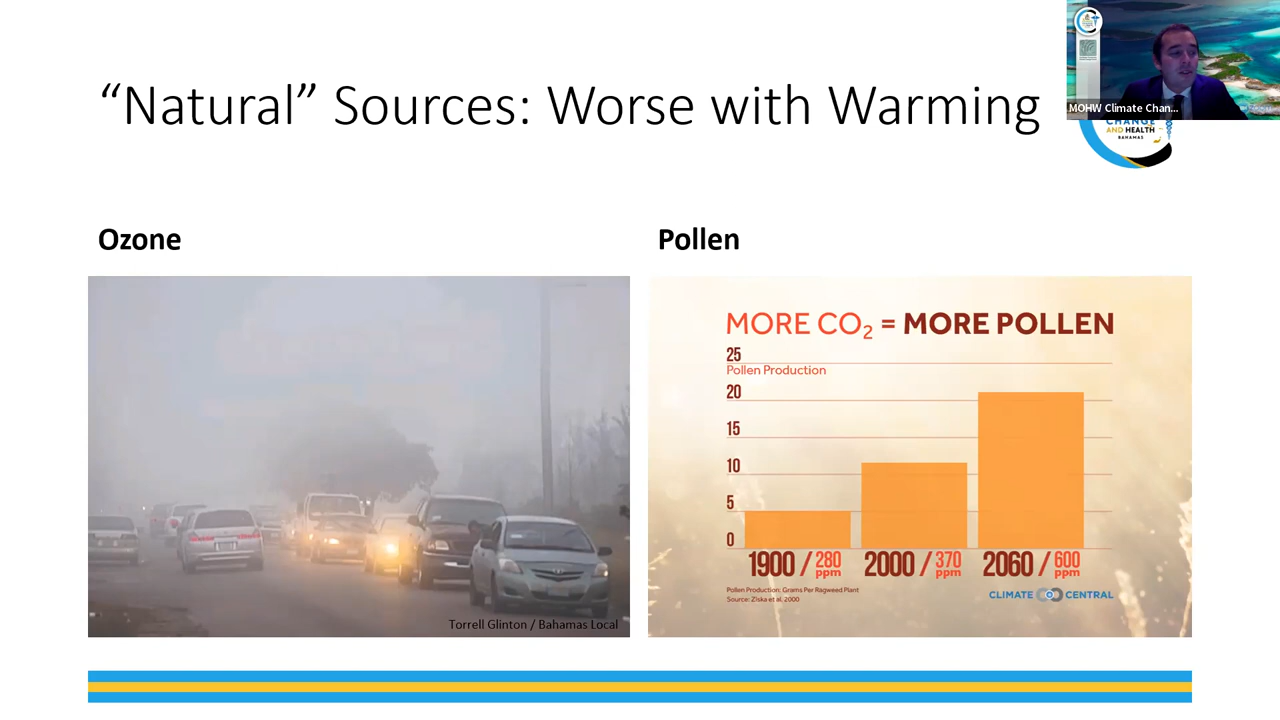 “Natural” Sources: Worse with Warming
MOHW Climate Chan...
CHANGE
AND HEALTH
BAHAMAS
Ozone
Pollen
Torrell Glinton / Bahamas Local
MORE CO₂ = MORE POLLEN
25
Pollen Production
20
15
10
5
0
1900 / 280 ppm
2000 / 370 ppm
2060 / 600 ppm
Pollen Production: Grams Per Ragweed Plant
Source: Ziska et al. 2000
CLIMATE CENTRAL